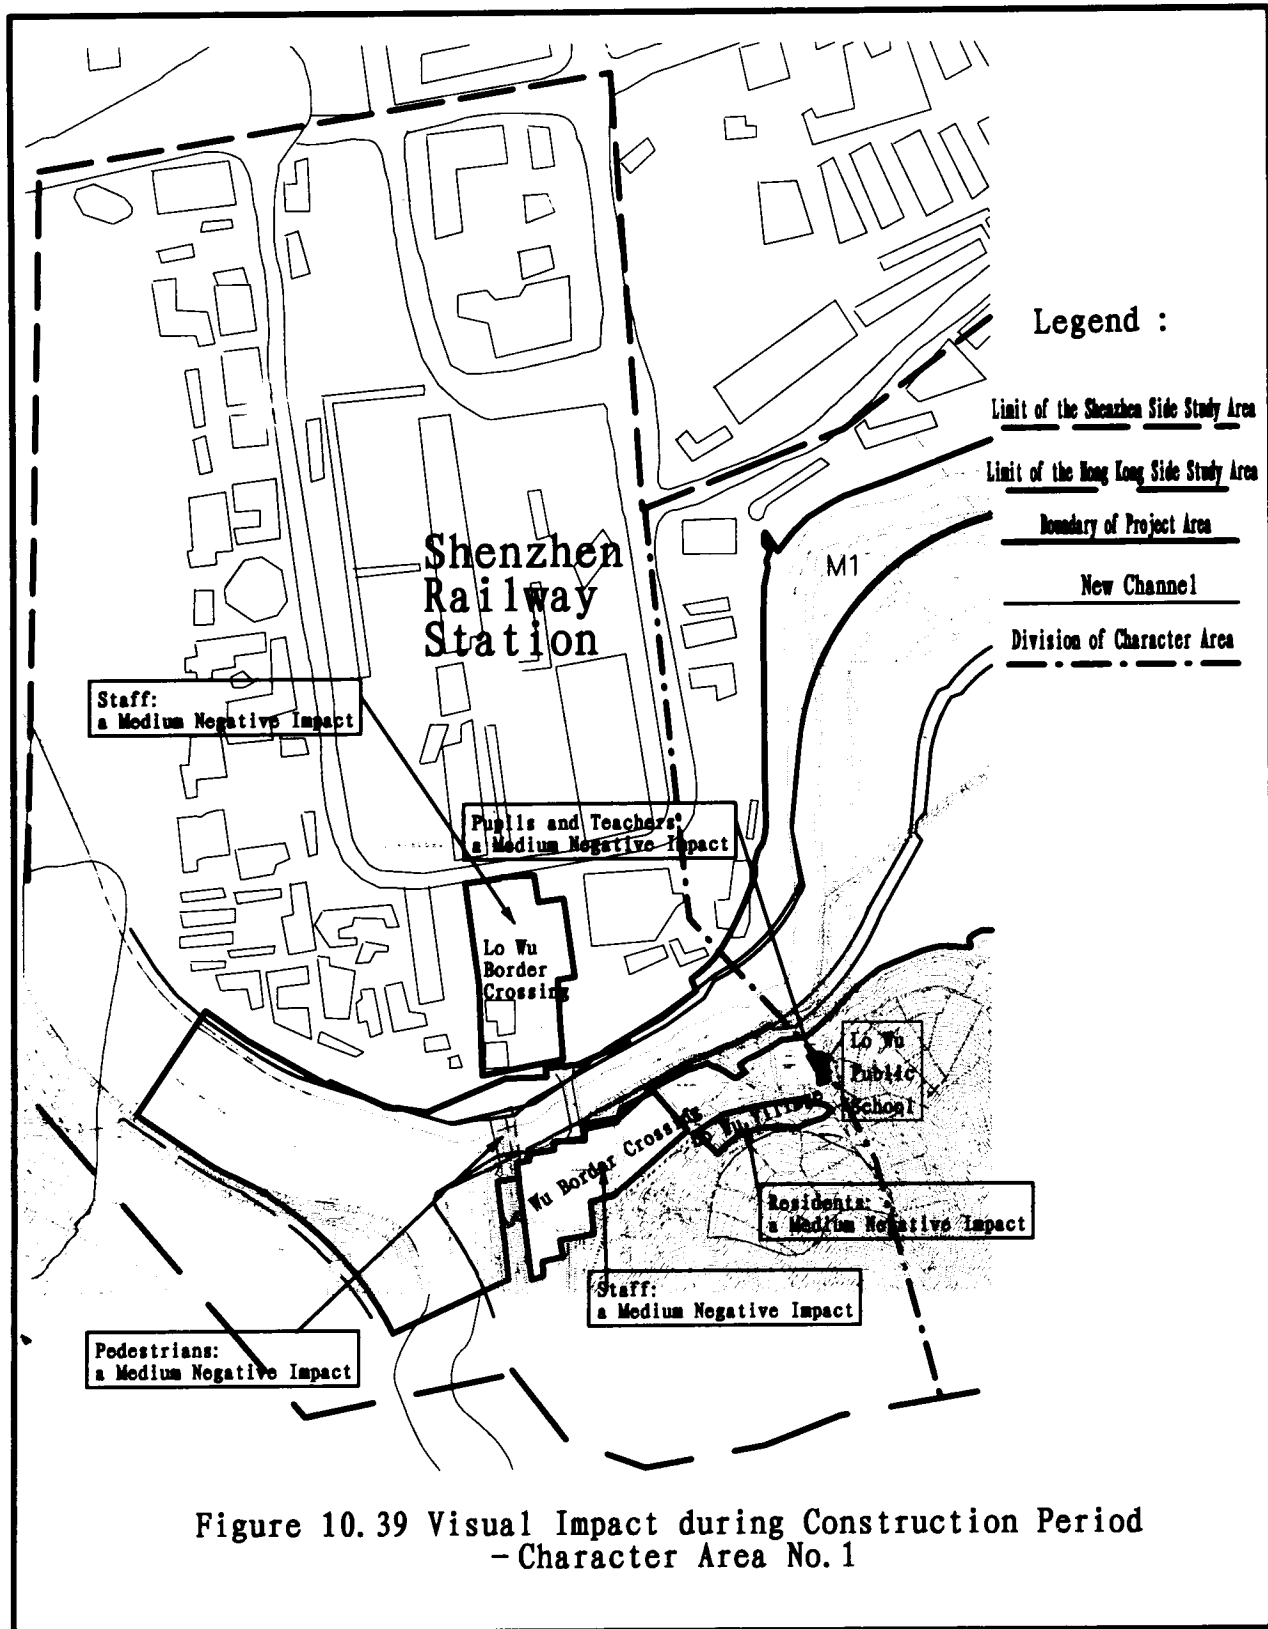 Legend :
Limit of the Shenzhen Side Study Area
Limit of the Hong Kong Side Study Area
Boundary of Project Area
New Channel
Division of Character Area
M1
Shenzhen
Railway
Station
Staff:
a Medium Negative Impact
Pupils and Teachers
a Medium Negative Impact
Lo Wu
Border
Crossing
Lo Wu
Public
School
Lo Wu Village
Wu Border Crossing
Residents:
a Medium Negative Impact
Staff:
a Medium Negative Impact
Pedestrians:
a Medium Negative Impact
Figure 10.39 Visual Impact during Construction Period
-Character Area No.1